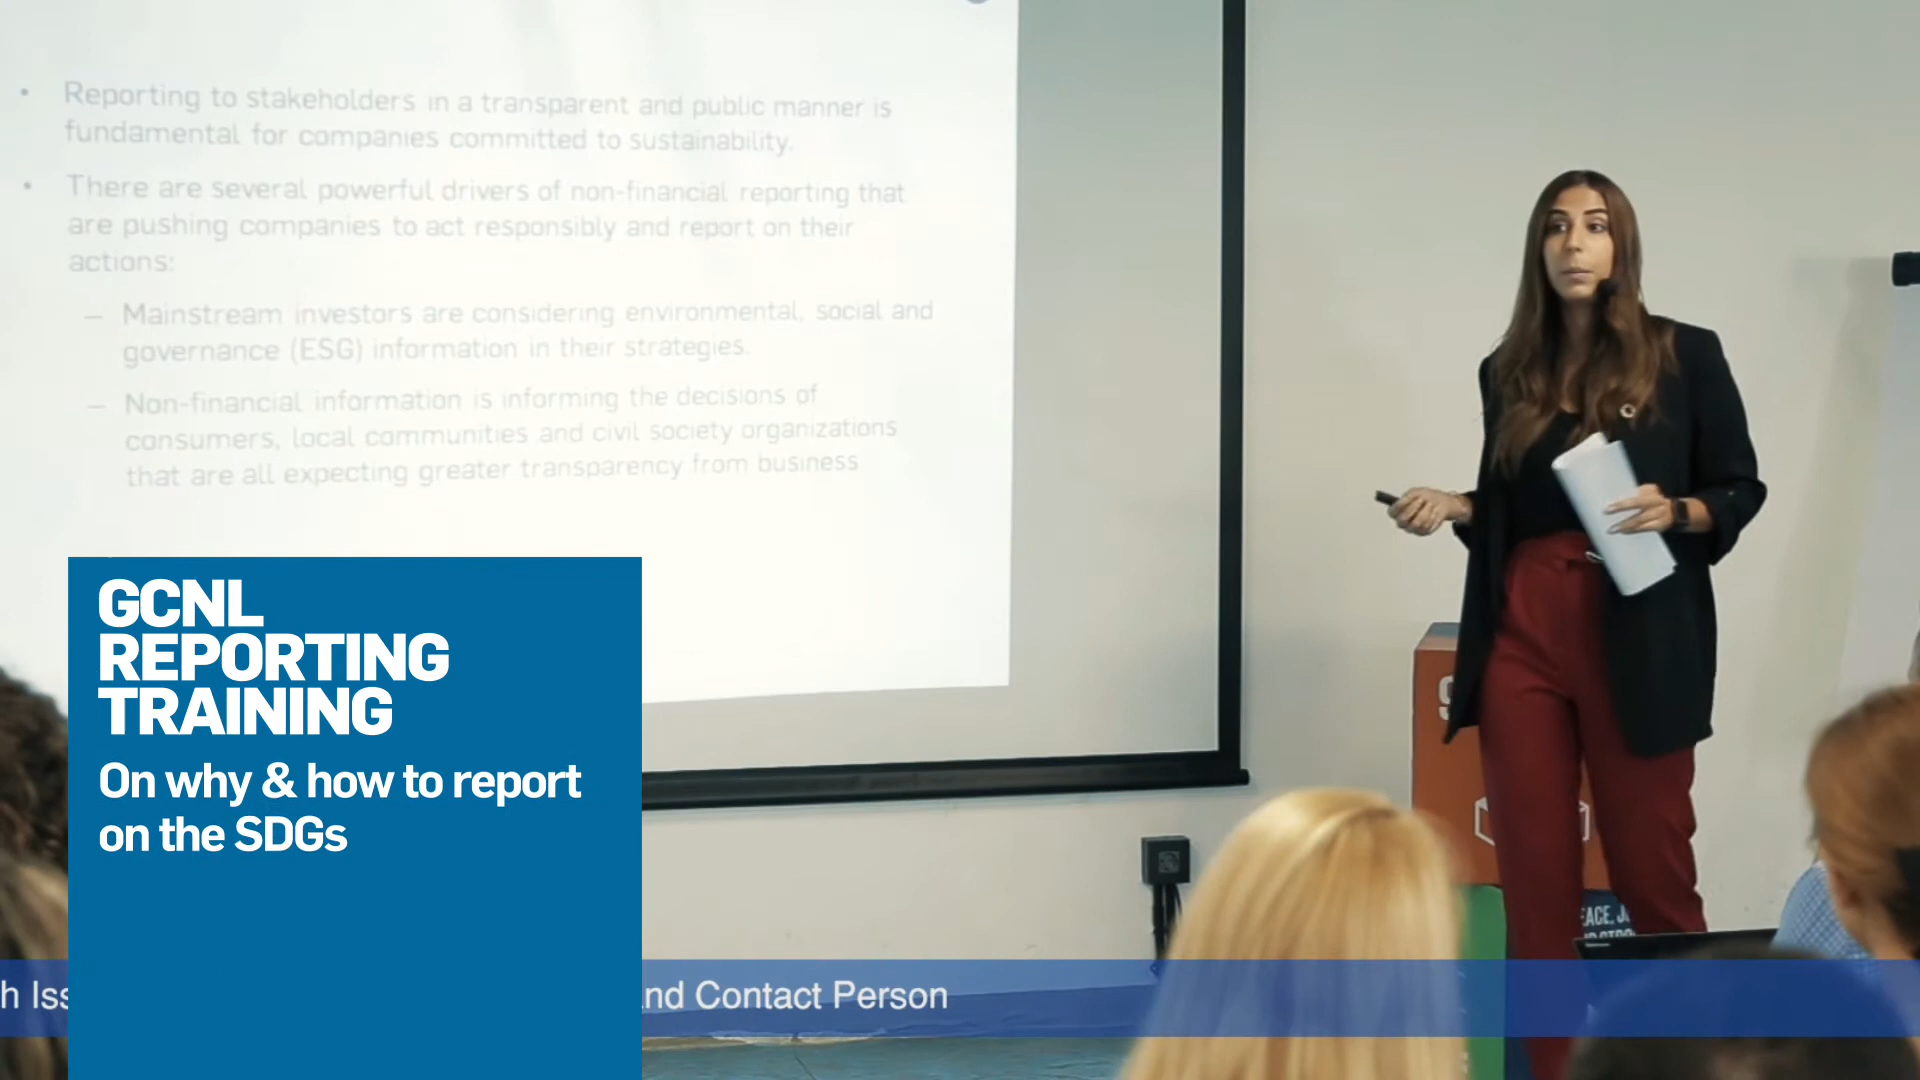 Reporting to stakeholders in a transparent and public manner is
fundamental for companies committed to sustainability.
There are several powerful drivers of non-financial reporting that
are pushing companies to act responsibly and report on their
actions:
– Mainstream investors are considering environmental, social and
governance (ESG) information in their strategies.
– Non-financial information is informing the decisions of
consumers, local communities and civil society organizations
that are all expecting greater transparency from business
GCNL
REPORTING
TRAINING
On why & how to report
on the SDGs
nd Contact Person